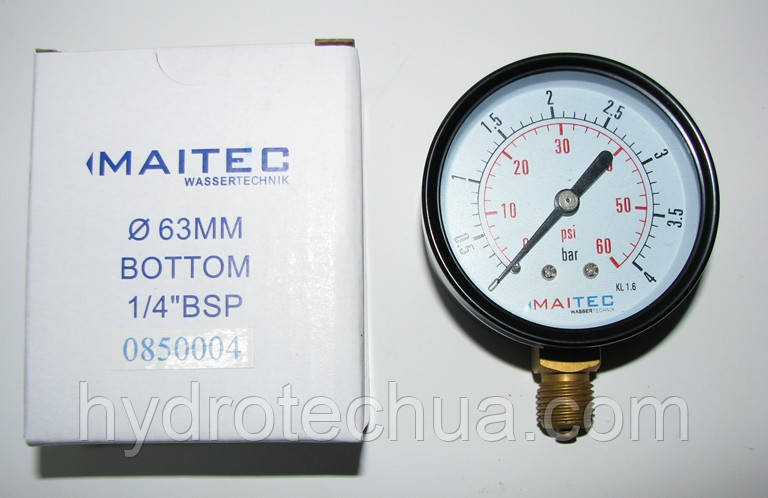 MAITEC
WASSERTECHNIK
Ø 63MM
BOTTOM
1/4"BSP
0850004
0.5
1
1.5
2
2.5
3
3.5
4
0
10
20
30
50
60
psi
bar
KL 1.6
MAITEC
WASSERTECHNIK
hydrotechua.com